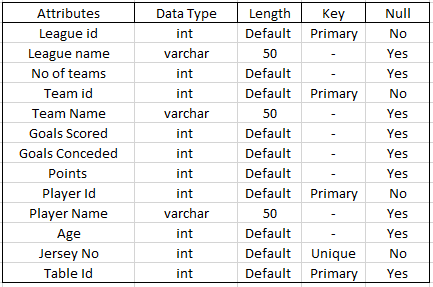 Attributes Data Type Length Key Null
League id int Default Primary No
League name varchar 50 - Yes
No of teams int Default - Yes
Team id int Default Primary No
Team Name varchar 50 - Yes
Goals Scored int Default - Yes
Goals Conceded int Default - Yes
Points int Default - Yes
Player Id int Default Primary No
Player Name varchar 50 - Yes
Age int Default - Yes
Jersey No int Default Unique No
Table Id int Default Primary Yes